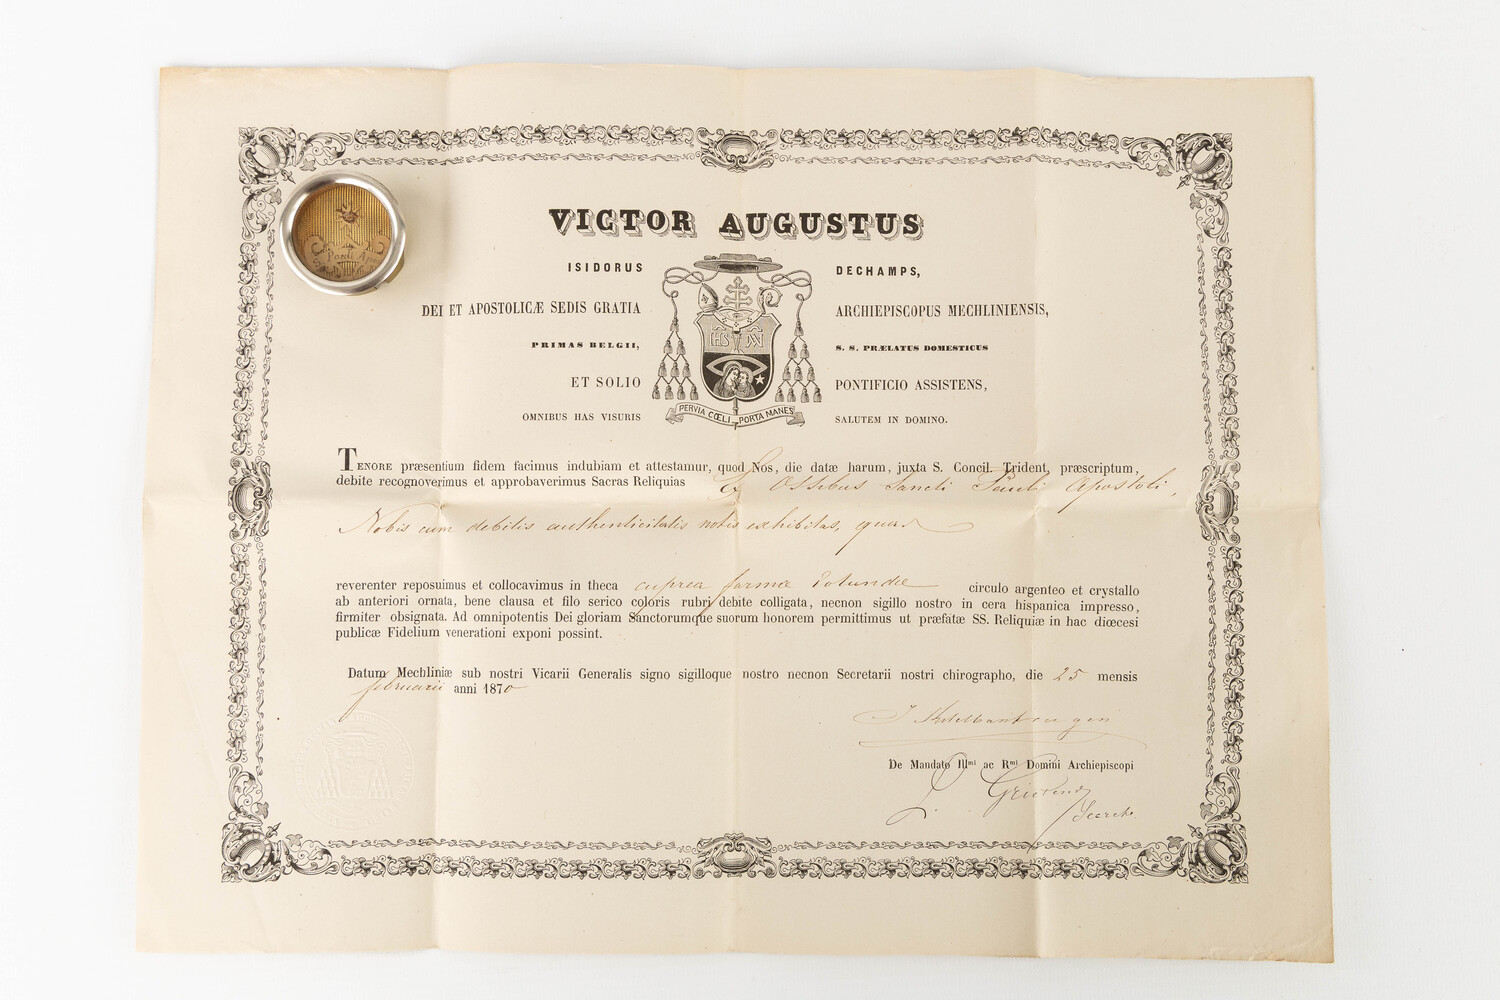 VICTOR AUGUSTUS
ISIDORUS DECHAMPS,
DEI ET APOSTOLICÆ SEDIS GRATIA ARCHIEPISCOPUS MECHLINIENSIS,
PRIMAS BELGII, S. S. PRÆLATUS DOMESTICUS
ET SOLIO PONTIFICIO ASSISTENS,
OMNIBUS HAS VISURIS SALUTEM IN DOMINO.
IHS
PERVIA CŒLI PORTA MANES
Pauli Apos
TENORE præsentium fidem facimus indubiam et attestamur, quod Nos, die datæ harum, juxta S. Concil. Trident, præscriptum,
debite recognoverimus et approbaverimus Sacras Reliquias Ex Ossibus Sancti Pauli Apostoli,
Nobis cum debitis authenticitatis notis exhibitas, quas
reverenter reposuimus et collocavimus in theca cuprea formæ rotundæ circulo argenteo et crystallo
ab anteriori ornata, bene clausa et filo serico coloris rubri debite colligata, necnon sigillo nostro in cera hispanica impresso,
firmiter obsignata. Ad omnipotentis Dei gloriam Sanctorumque suorum honorem permittimus ut præfatæ SS. Reliquiæ in hac diœcesi
publicæ Fidelium venerationi exponi possint.
Datum Mechliniæ sub nostri Vicarii Generalis signo sigilloque nostro necnon Secretarii nostri chirographo, die 25 mensis
februarii anni 1870
De Mandato Illmi ac Rmi Domini Archiepiscopi
Secret.